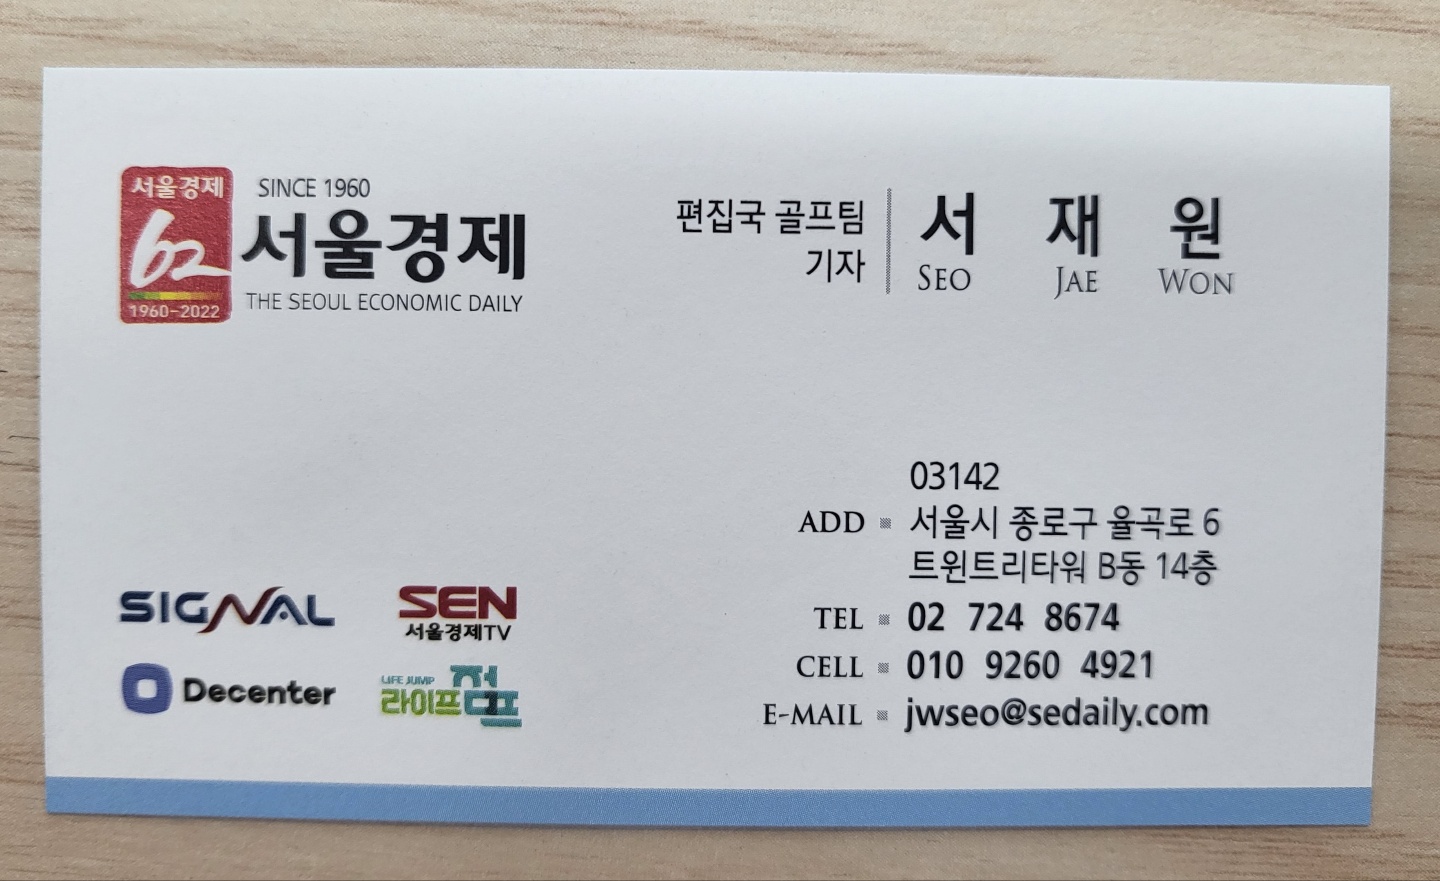 서울경제
62
1960-2022
SINCE 1960
서울경제
THE SEOUL ECONOMIC DAILY
편집국 골프팀
기자
서 재 원
SEO JAE WON
03142
ADD 서울시 종로구 율곡로 6
트윈트리타워 B동 14층
TEL 02 724 8674
CELL 010 9260 4921
E-MAIL jwseo@sedaily.com
SIGNAL
SEN
서울경제TV
Decenter
LIFE JUMP
라이프점프